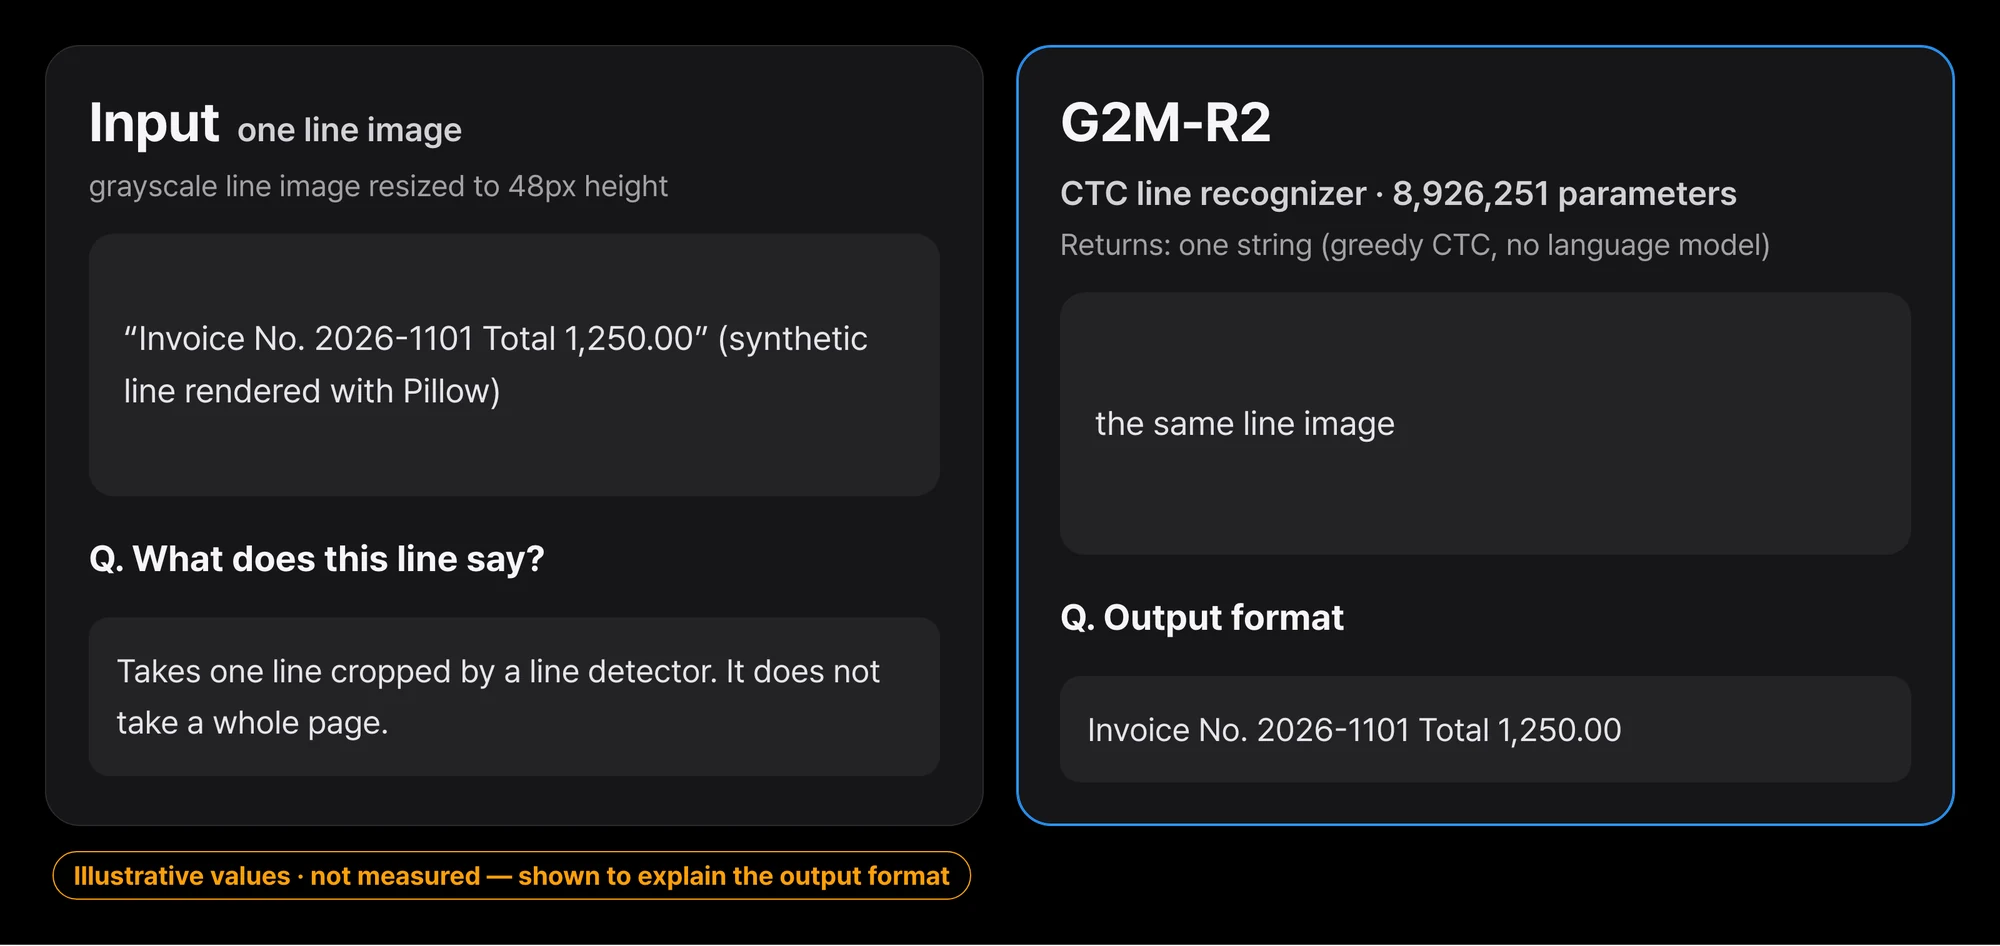 Input one line image
grayscale line image resized to 48px height
“Invoice No. 2026-1101 Total 1,250.00” (synthetic
line rendered with Pillow)
Q. What does this line say?
Takes one line cropped by a line detector. It does not
take a whole page.
G2M-R2
CTC line recognizer · 8,926,251 parameters
Returns: one string (greedy CTC, no language model)
the same line image
Q. Output format
Invoice No. 2026-1101 Total 1,250.00
Illustrative values · not measured — shown to explain the output format